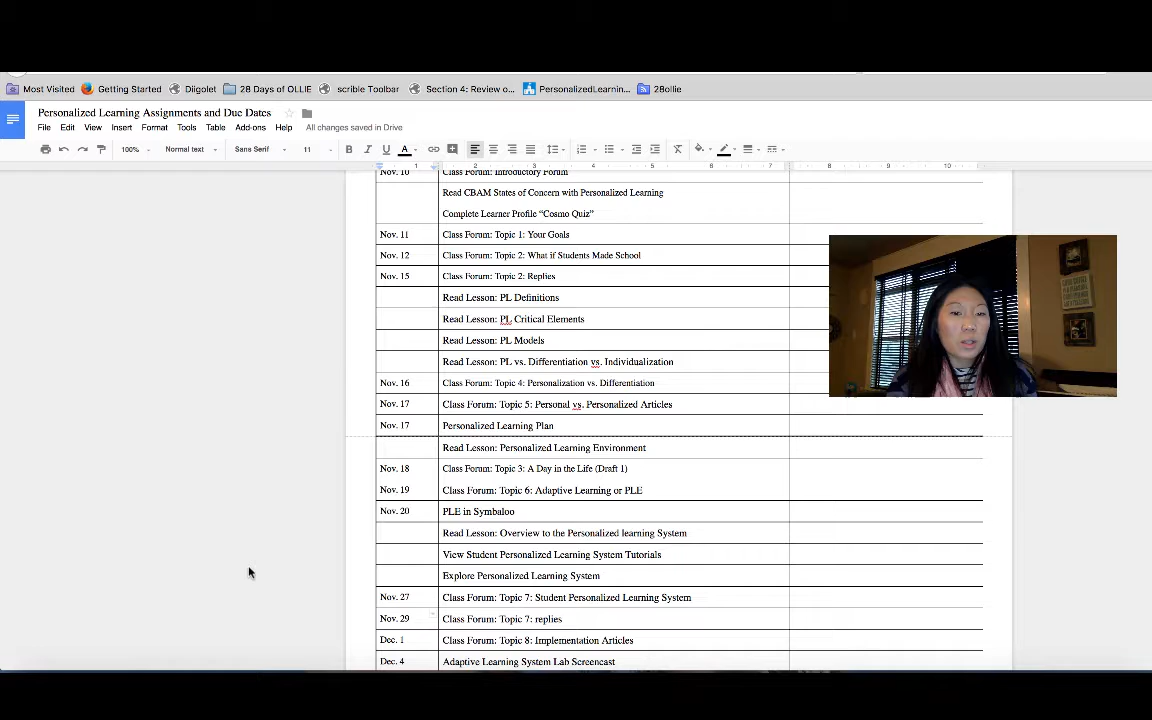 Most Visited Getting Started Diigolet 28 Days of OLLIE scrible Toolbar Section 4: Review o... PersonalizedLearnin... 28ollie
Personalized Learning Assignments and Due Dates
File Edit View Insert Format Tools Table Add-ons Help All changes saved in Drive
100% Normal text Sans Serif 11 B I U A
1 2 3 4 5 6 7 8 9 10
Nov. 10 Class Forum: Introductory Forum
Read CBAM States of Concern with Personalized Learning
Complete Learner Profile “Cosmo Quiz”
Nov. 11 Class Forum: Topic 1: Your Goals
Nov. 12 Class Forum: Topic 2: What if Students Made School
Nov. 15 Class Forum: Topic 2: Replies
Read Lesson: PL Definitions
Read Lesson: PL Critical Elements
Read Lesson: PL Models
Read Lesson: PL vs. Differentiation vs. Individualization
Nov. 16 Class Forum: Topic 4: Personalization vs. Differentiation
Nov. 17 Class Forum: Topic 5: Personal vs. Personalized Articles
Nov. 17 Personalized Learning Plan
Read Lesson: Personalized Learning Environment
Nov. 18 Class Forum: Topic 3: A Day in the Life (Draft 1)
Nov. 19 Class Forum: Topic 6: Adaptive Learning or PLE
Nov. 20 PLE in Symbaloo
Read Lesson: Overview to the Personalized learning System
View Student Personalized Learning System Tutorials
Explore Personalized Learning System
Nov. 27 Class Forum: Topic 7: Student Personalized Learning System
Nov. 29 Class Forum: Topic 7: replies
Dec. 1 Class Forum: Topic 8: Implementation Articles
Dec. 4 Adaptive Learning System Lab Screencast